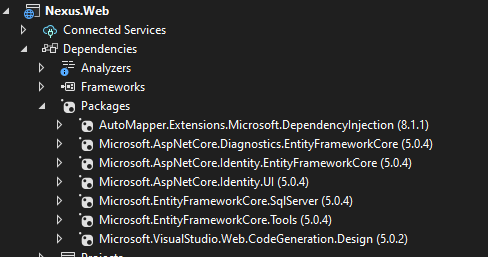 Nexus.Web
Connected Services
Dependencies
Analyzers
Frameworks
Packages
AutoMapper.Extensions.Microsoft.DependencyInjection (8.1.1)
Microsoft.AspNetCore.Diagnostics.EntityFrameworkCore (5.0.4)
Microsoft.AspNetCore.Identity.EntityFrameworkCore (5.0.4)
Microsoft.AspNetCore.Identity.UI (5.0.4)
Microsoft.EntityFrameworkCore.SqlServer (5.0.4)
Microsoft.EntityFrameworkCore.Tools (5.0.4)
Microsoft.VisualStudio.Web.CodeGeneration.Design (5.0.2)
Projects